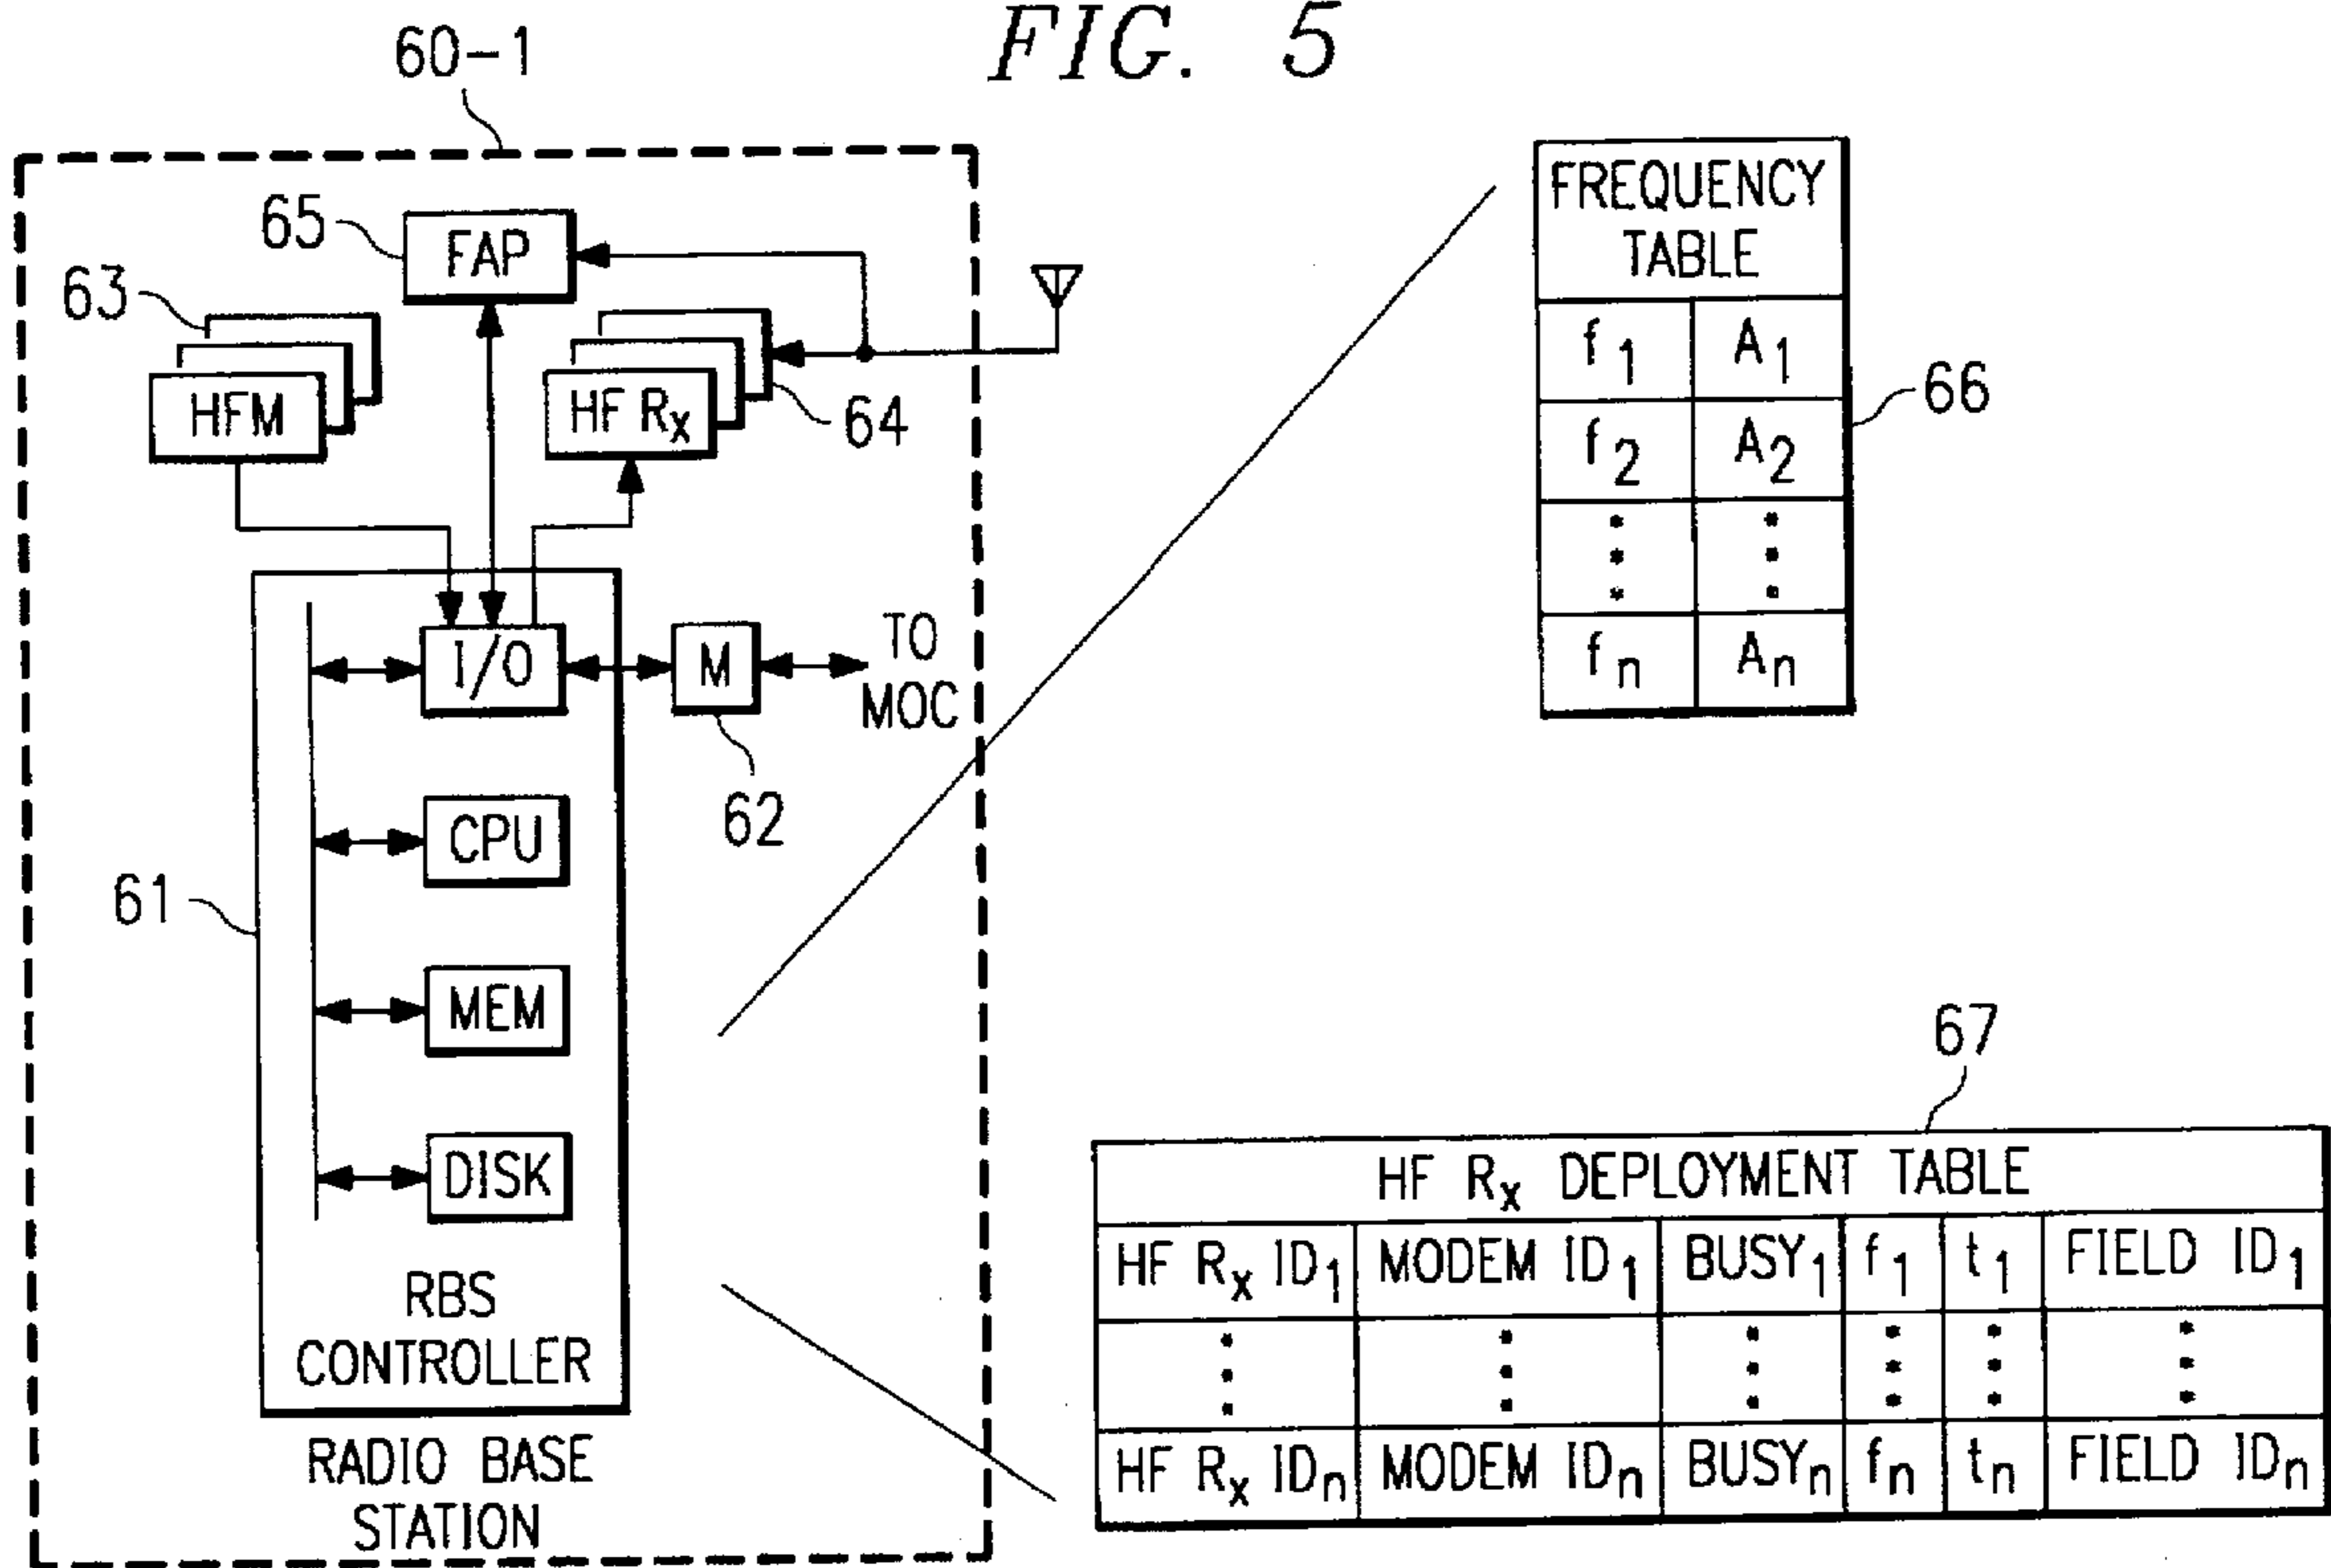 FIG. 5
60-1
65
FAP
63
HFM
HF Rx
64
I/O
M
TO
MOC
62
CPU
61
MEM
DISK
RBS
CONTROLLER
RADIO BASE
STATION
FREQUENCY
TABLE
f1 A1
f2 A2
fn An
66
67
HF Rx DEPLOYMENT TABLE
HF Rx ID1 MODEM ID1 BUSY1 f1 t1 FIELD ID1
HF Rx IDn MODEM IDn BUSYn fn tn FIELD IDn